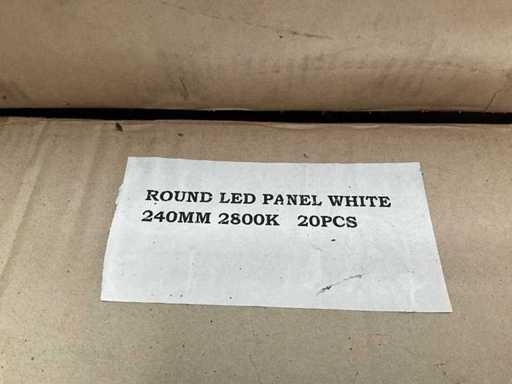 ROUND LED PANEL WHITE
240MM 2800K 20PCS